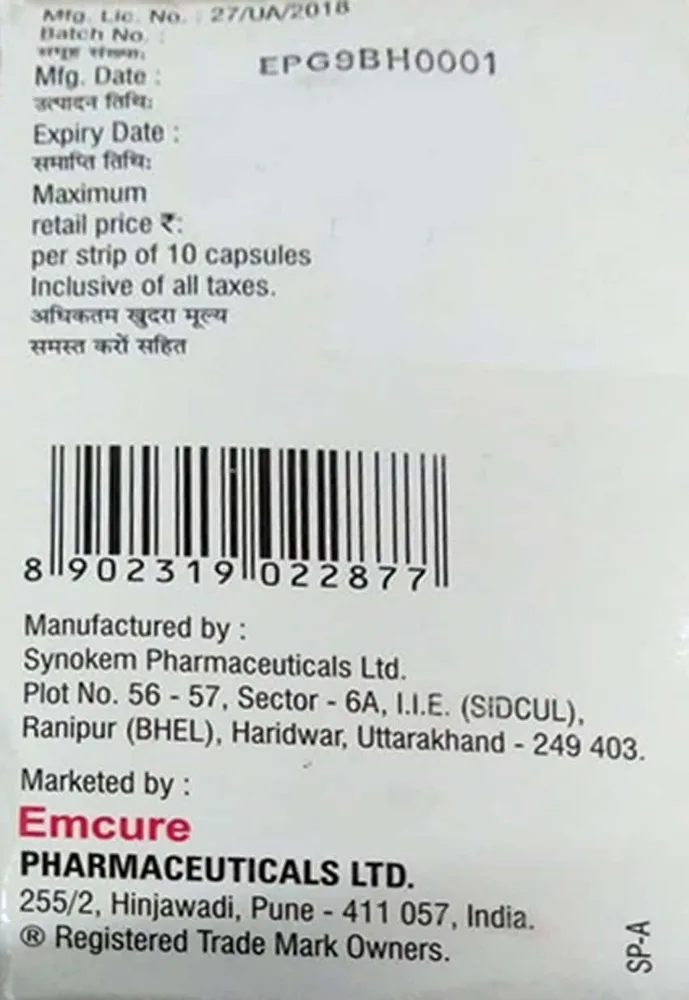 Mfg. Lic. No. : 27/UA/2018
Batch No. :
समूह संख्या: EPG9BH0001
Mfg. Date :
उत्पादन तिथि:
Expiry Date :
समाप्ति तिथि:
Maximum
retail price ₹:
per strip of 10 capsules
Inclusive of all taxes.
अधिकतम खुदरा मूल्य
समस्त करों सहित
8 902319 022877
Manufactured by :
Synokem Pharmaceuticals Ltd.
Plot No. 56 - 57, Sector - 6A, I.I.E. (SIDCUL),
Ranipur (BHEL), Haridwar, Uttarakhand - 249 403.
Marketed by :
Emcure
PHARMACEUTICALS LTD.
255/2, Hinjawadi, Pune - 411 057, India.
® Registered Trade Mark Owners.
SP-A